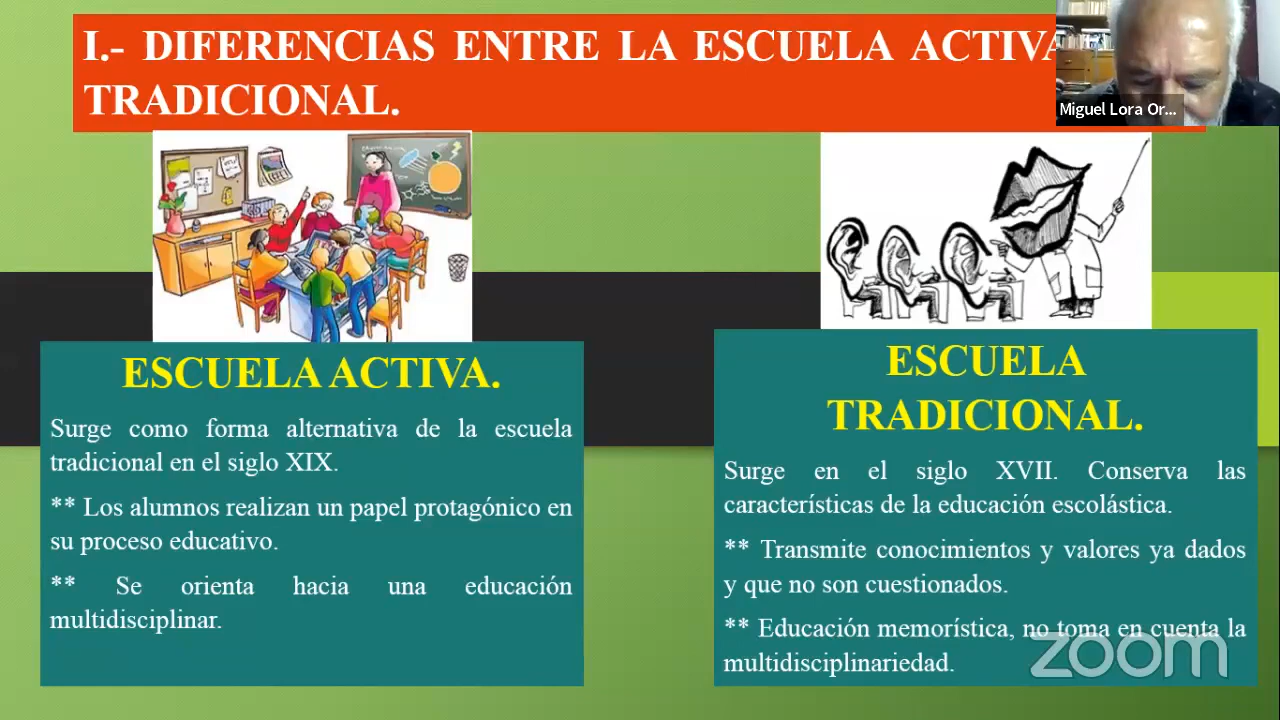 I.- DIFERENCIAS ENTRE LA ESCUELA ACTIVA
TRADICIONAL.
Miguel Lora Or...
ESCUELA ACTIVA.
Surge como forma alternativa de la escuela
tradicional en el siglo XIX.
** Los alumnos realizan un papel protagónico en
su proceso educativo.
** Se orienta hacia una educación
multidisciplinar.
ESCUELA
TRADICIONAL.
Surge en el siglo XVII. Conserva las
características de la educación escolástica.
** Transmite conocimientos y valores ya dados
y que no son cuestionados.
** Educación memorística, no toma en cuenta la
multidisciplinariedad.
zoom